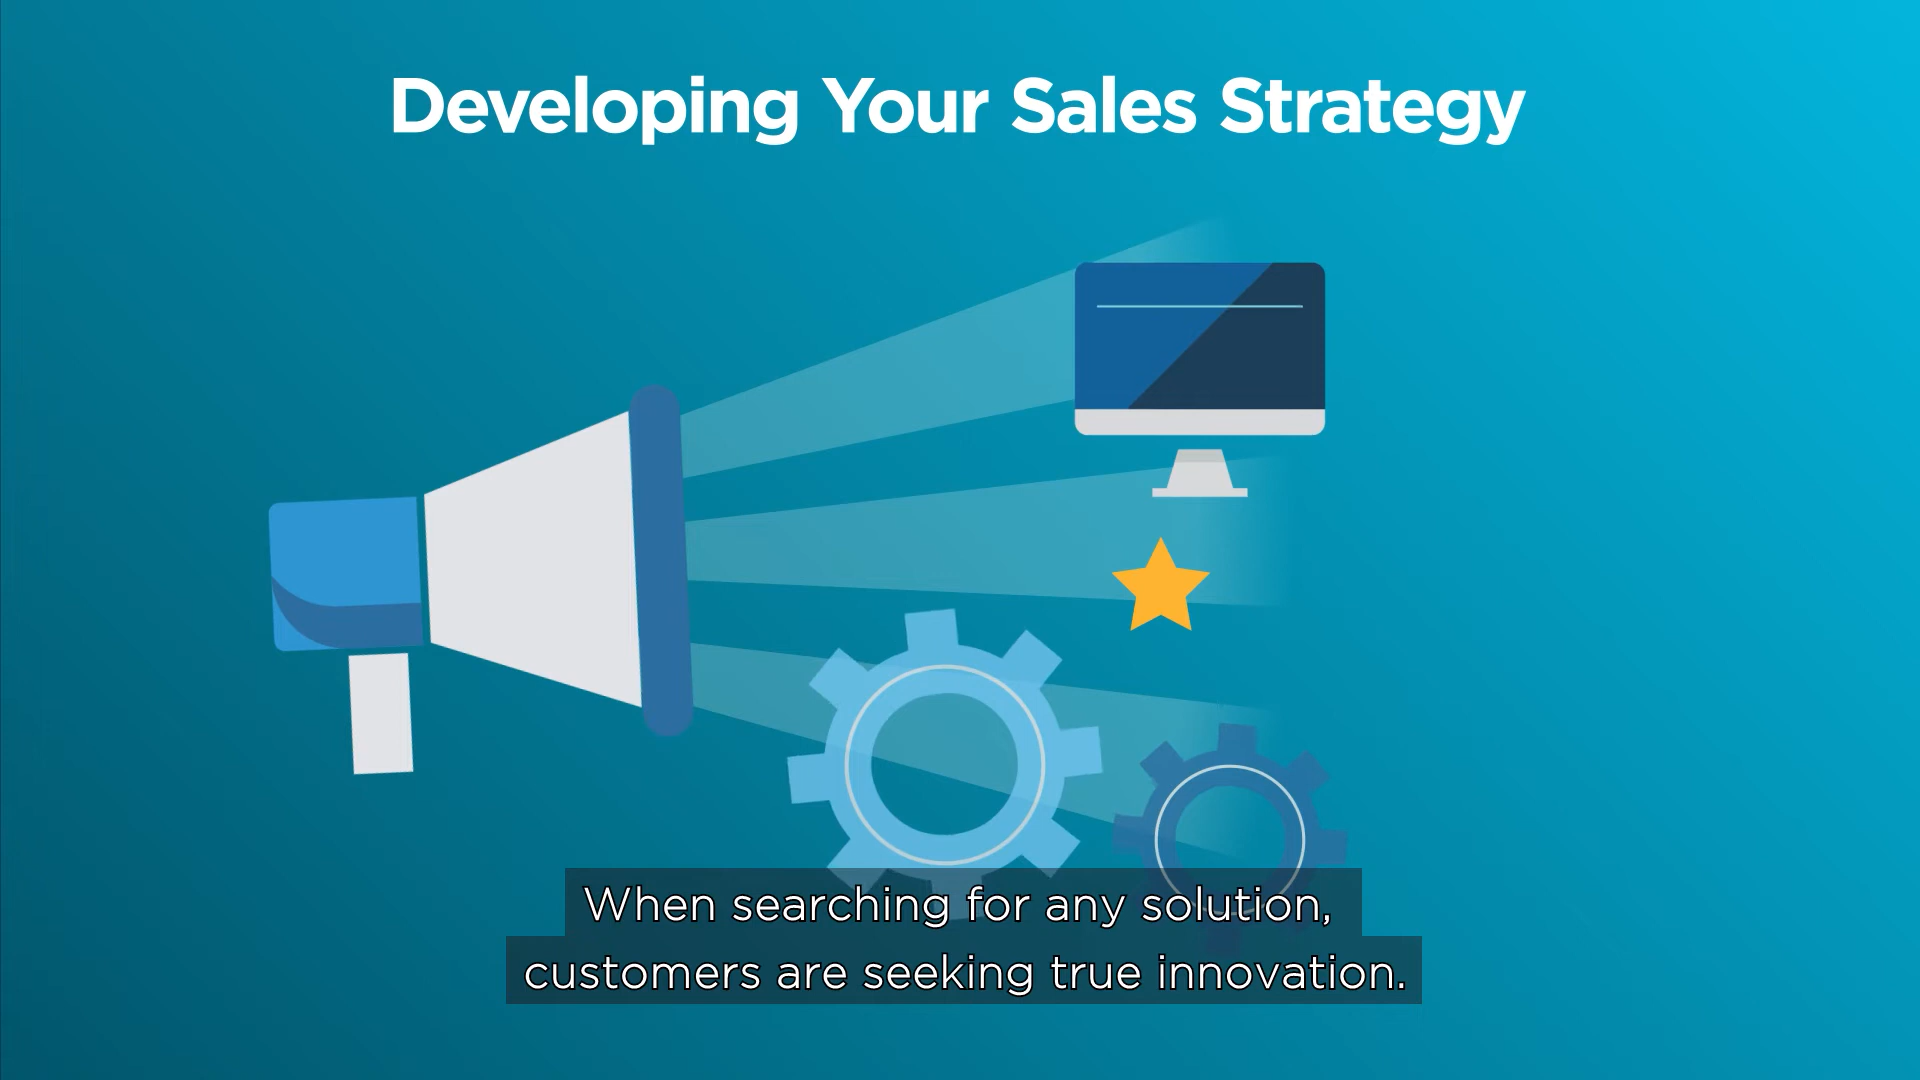 Developing Your Sales Strategy
When searching for any solution,
customers are seeking true innovation.